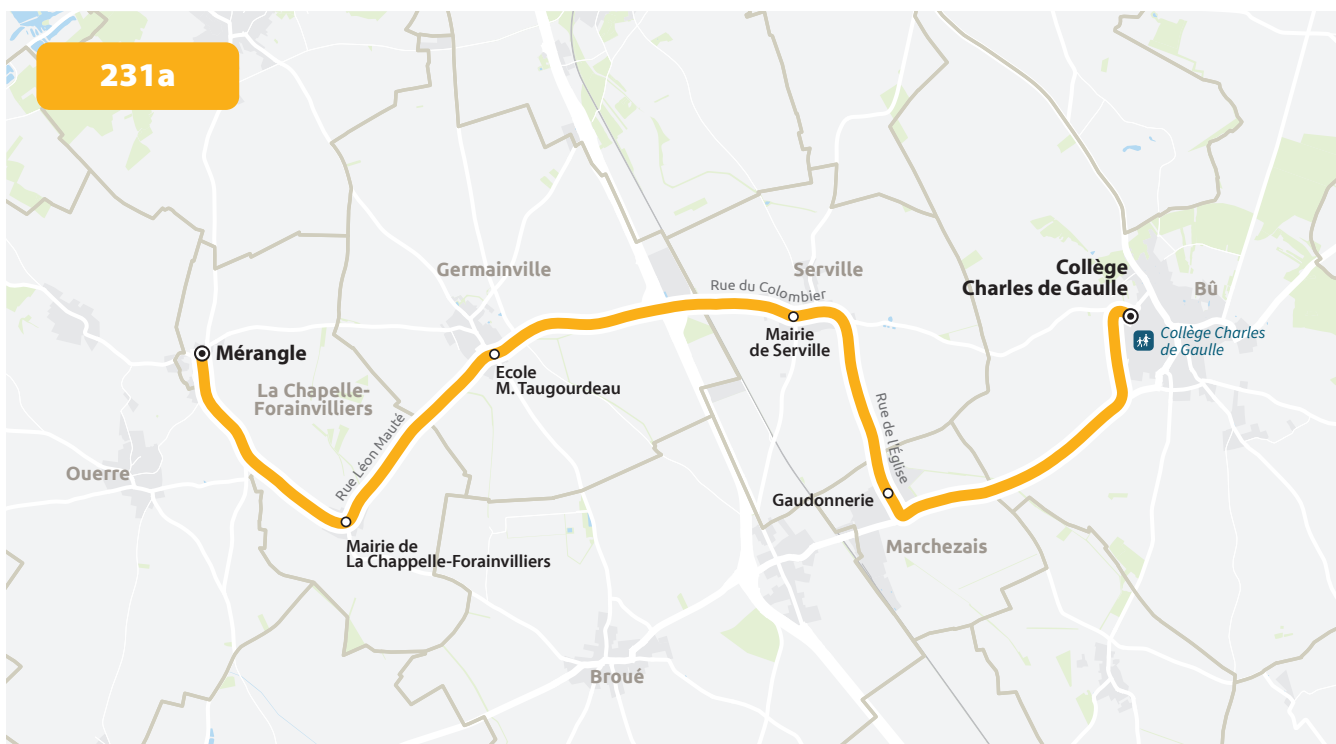 231a
Germainville
Serville
Collège
Charles de Gaulle
Bû
Rue du Colombier
Mairie
de Serville
Collège Charles
de Gaulle
Mérangle
Ecole
M. Taugourdeau
La Chapelle-
Forainvilliers
Rue Léon Mauté
Rue de l'Église
Ouerre
Gaudonnerie
Mairie de
La Chappelle-Forainvilliers
Marchezais
Broué